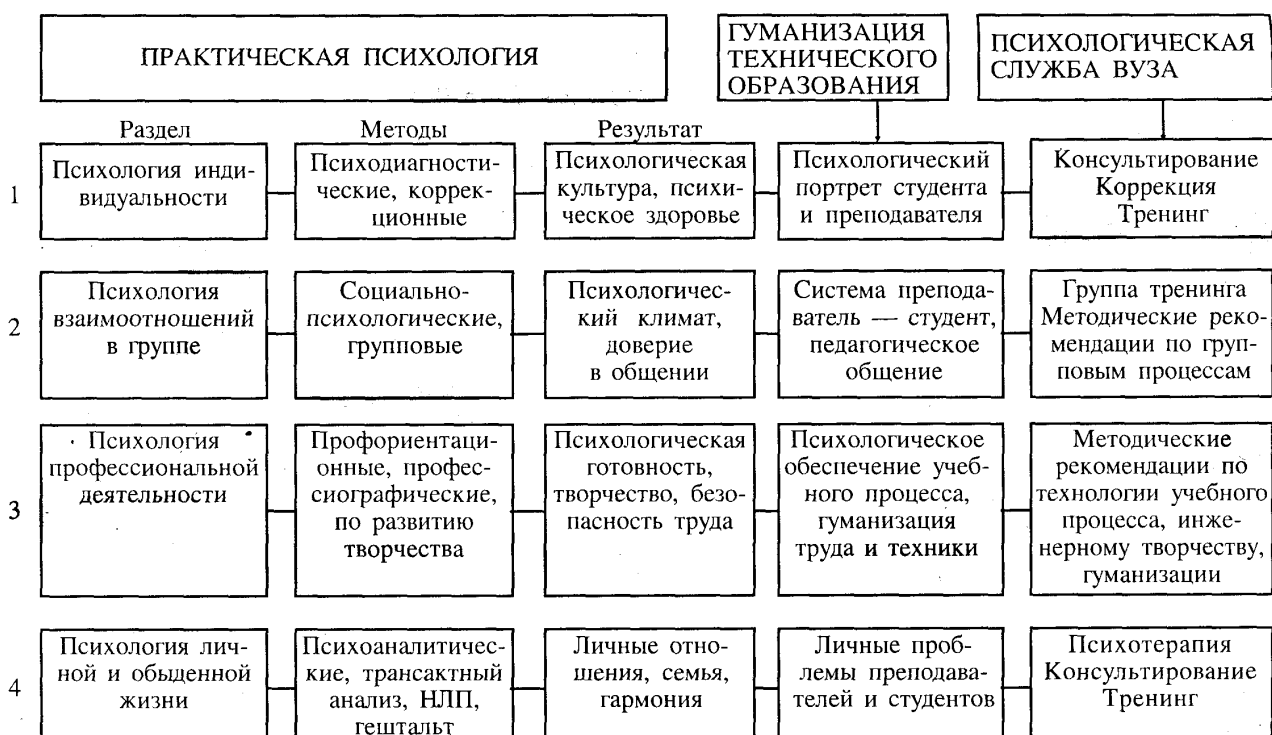 ПРАКТИЧЕСКАЯ ПСИХОЛОГИЯ
ГУМАНИЗАЦИЯ
ТЕХНИЧЕСКОГО
ОБРАЗОВАНИЯ
ПСИХОЛОГИЧЕСКАЯ
СЛУЖБА ВУЗА
Раздел
Методы
Результат
1
Психология инди-
видуальности
Психодиагности-
ческие, коррек-
ционные
Психологическая
культура, психи-
ческое здоровье
Психологический
портрет студента
и преподавателя
Консультирование
Коррекция
Тренинг
2
Психология
взаимоотношений
в группе
Социально-
психологические,
групповые
Психологичес-
кий климат,
доверие
в общении
Система препода-
ватель — студент,
педагогическое
общение
Группа тренинга
Методические реко-
мендации по груп-
повым процессам
3
Психология
профессиональной
деятельности
Профориентаци-
онные, профес-
сиографические,
по развитию
творчества
Психологическая
готовность,
творчество, безо-
пасность труда
Психологическое
обеспечение учеб-
ного процесса,
гуманизация
труда и техники
Методические
рекомендации по
технологии учебного
процесса, инже-
нерному творчеству,
гуманизации
4
Психология лич-
ной и обыденной
жизни
Психоаналитичес-
кие, трансактный
анализ, НЛП,
гештальт
Личные отно-
шения, семья,
гармония
Личные проб-
лемы преподава-
телей и студентов
Психотерапия
Консультирование
Тренинг